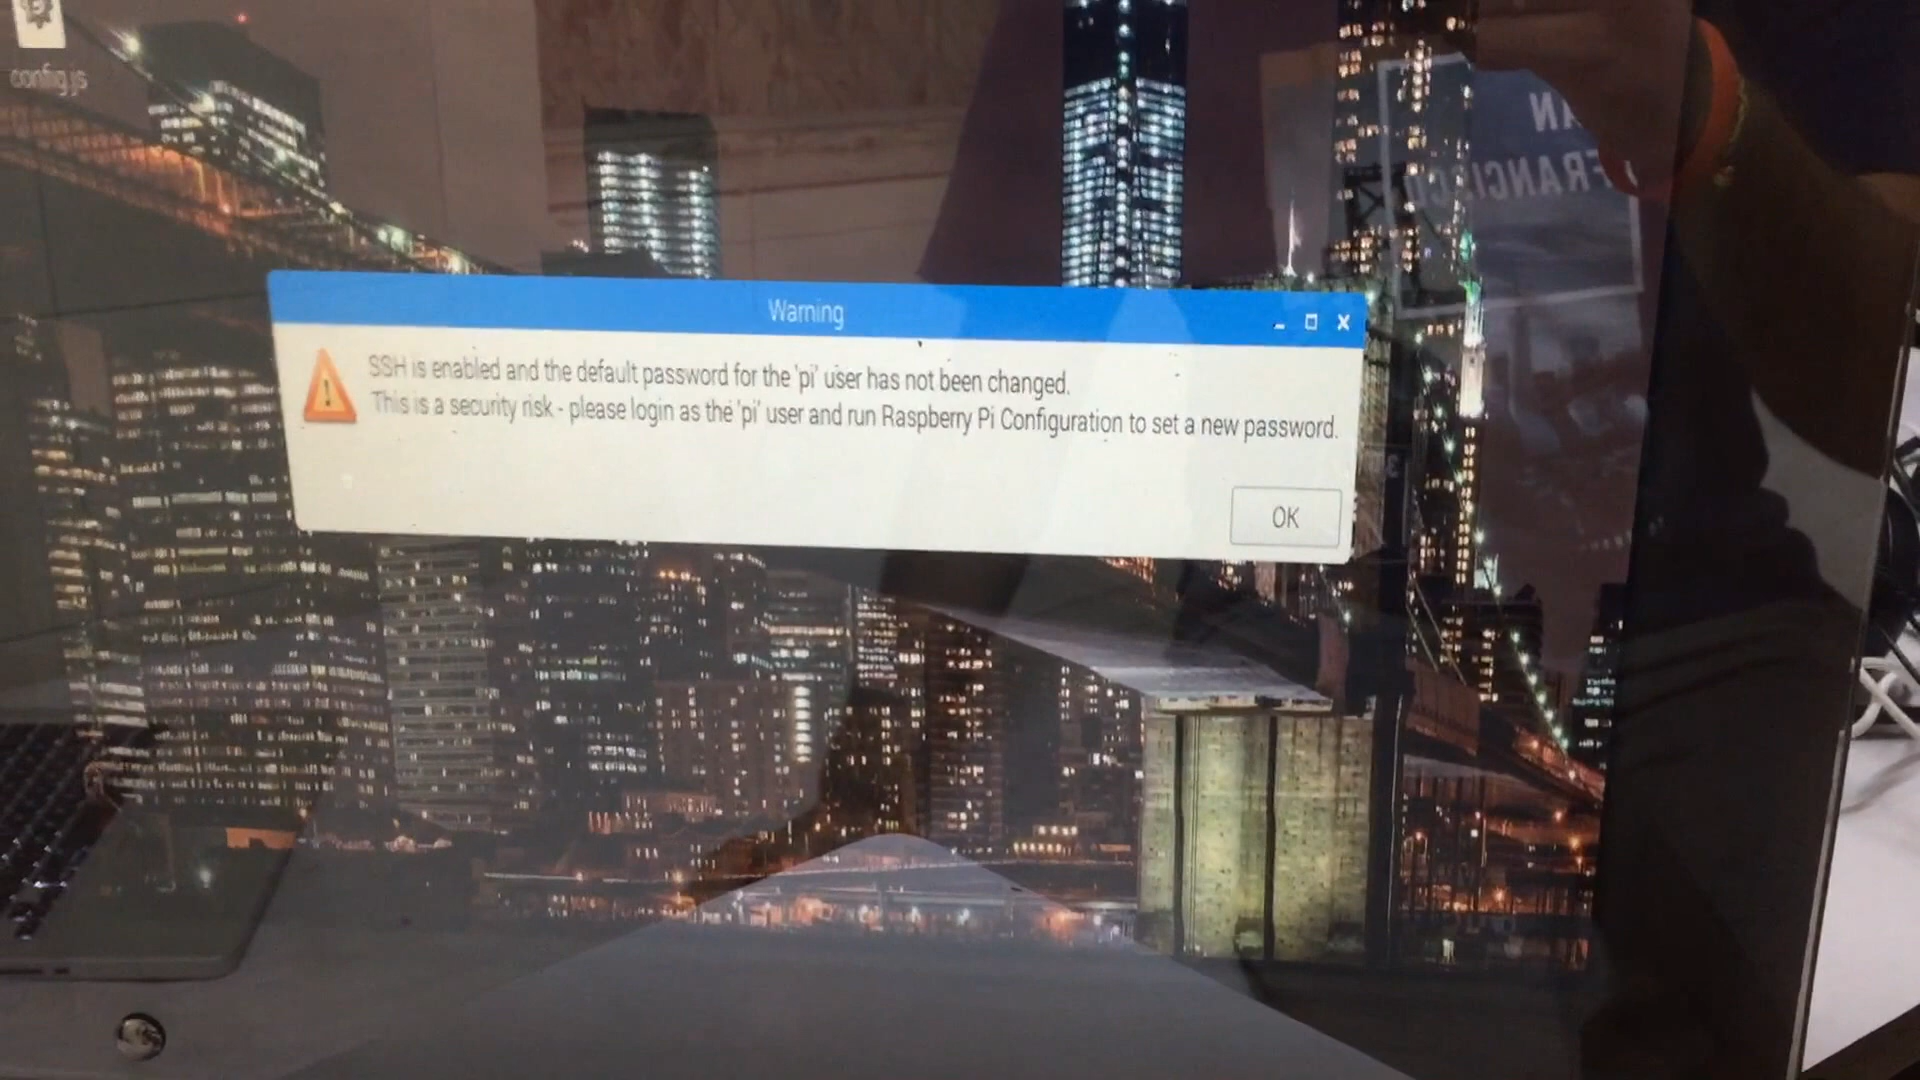 config.js
AN
FRANCISCO
Warning
SSH is enabled and the default password for the 'pi' user has not been changed.
This is a security risk - please login as the 'pi' user and run Raspberry Pi Configuration to set a new password.
OK